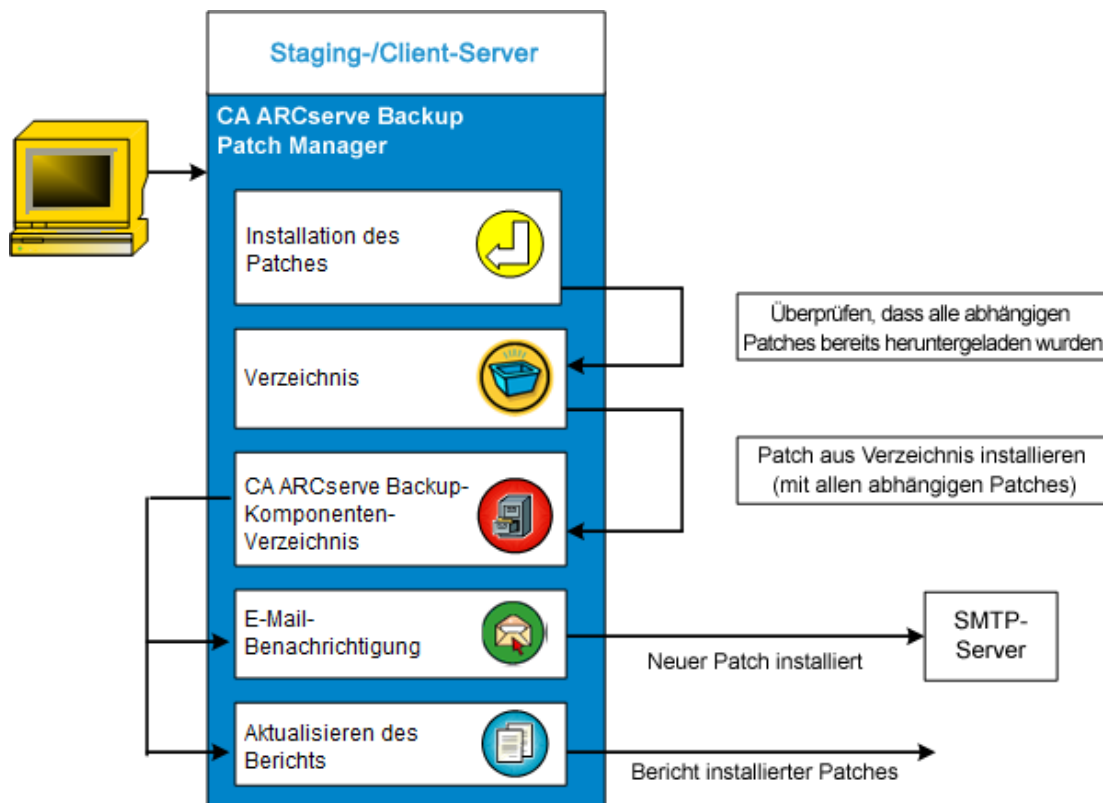 Staging-/Client-Server
CA ARCserve Backup
Patch Manager
Installation des
Patches
Überprüfen, dass alle abhängigen
Patches bereits heruntergeladen wurden
Verzeichnis
Patch aus Verzeichnis installieren
(mit allen abhängigen Patches)
CA ARCserve Backup-
Komponenten-
Verzeichnis
E-Mail-
Benachrichtigung
Neuer Patch installiert
SMTP-
Server
Aktualisieren des
Berichts
Bericht installierter Patches